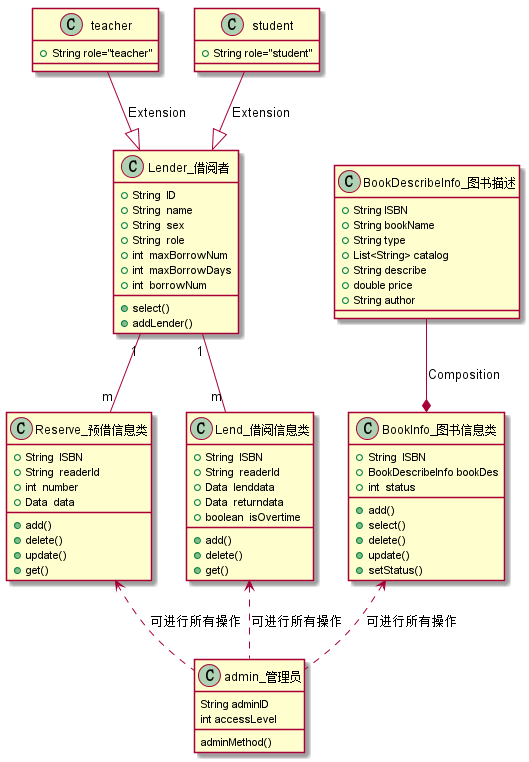 C teacher
String role="teacher"
C student
String role="student"
Extension
Extension
C Lender_借阅者
String ID
String name
String sex
String role
int maxBorrowNum
int maxBorrowDays
int borrowNum
select()
addLender()
C BookDescribeInfo_图书描述
String ISBN
String bookName
String type
List<String> catalog
String describe
double price
String author
1
1
m
m
Composition
C Reserve_预借信息类
String ISBN
String readerId
int number
Data data
add()
delete()
update()
get()
C Lend_借阅信息类
String ISBN
String readerId
Data lenddata
Data returndata
boolean isOvertime
add()
delete()
get()
C BookInfo_图书信息类
String ISBN
BookDescribeInfo bookDes
int status
add()
select()
delete()
update()
setStatus()
可进行所有操作
可进行所有操作
可进行所有操作
C admin_管理员
String adminID
int accessLevel
adminMethod()